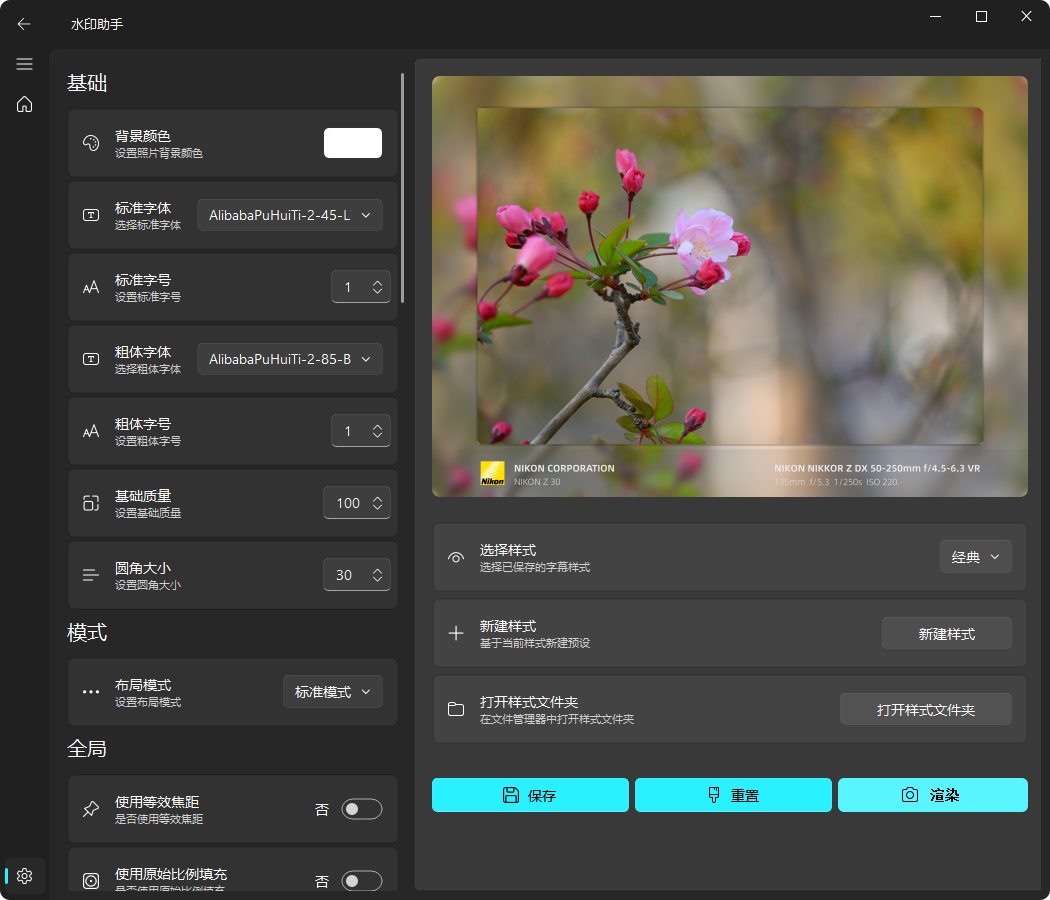 水印助手
基础
背景颜色
设置照片背景颜色
标准字体
选择标准字体
AlibabaPuHuiTi-2-45-L
标准字号
设置标准字号
1
粗体字体
选择粗体字体
AlibabaPuHuiTi-2-85-B
粗体字号
设置粗体字号
1
基础质量
设置基础质量
100
圆角大小
设置圆角大小
30
模式
布局模式
设置布局模式
标准模式
全局
使用等效焦距
是否使用等效焦距
否
使用原始比例填充
是否使用原始比例填充
否
Nikon
NIKON CORPORATION
NIKON Z 30
NIKON NIKKOR Z DX 50-250mm f/4.5-6.3 VR
135mm f/5.3 1/250s ISO 220
选择样式
选择已保存的字幕样式
经典
新建样式
基于当前样式新建预设
新建样式
打开样式文件夹
在文件管理器中打开样式文件夹
打开样式文件夹
保存
重置
渲染